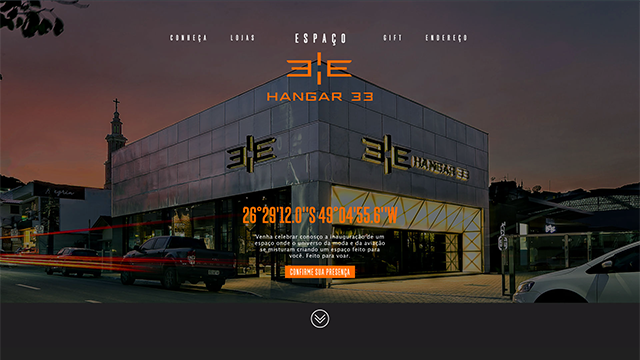 CONHEÇA
LOJAS
ESPAÇO
GIFT
ENDEREÇO
HANGAR 33
HANGAR 33
26°29'12.0"S 49°04'55.6"W
"Venha celebrar conosco a inauguração de um
espaço onde o universo da moda e da aviação
se misturam criando um espaço feito para
você. Feito para voar.
CONFIRME SUA PRESENÇA